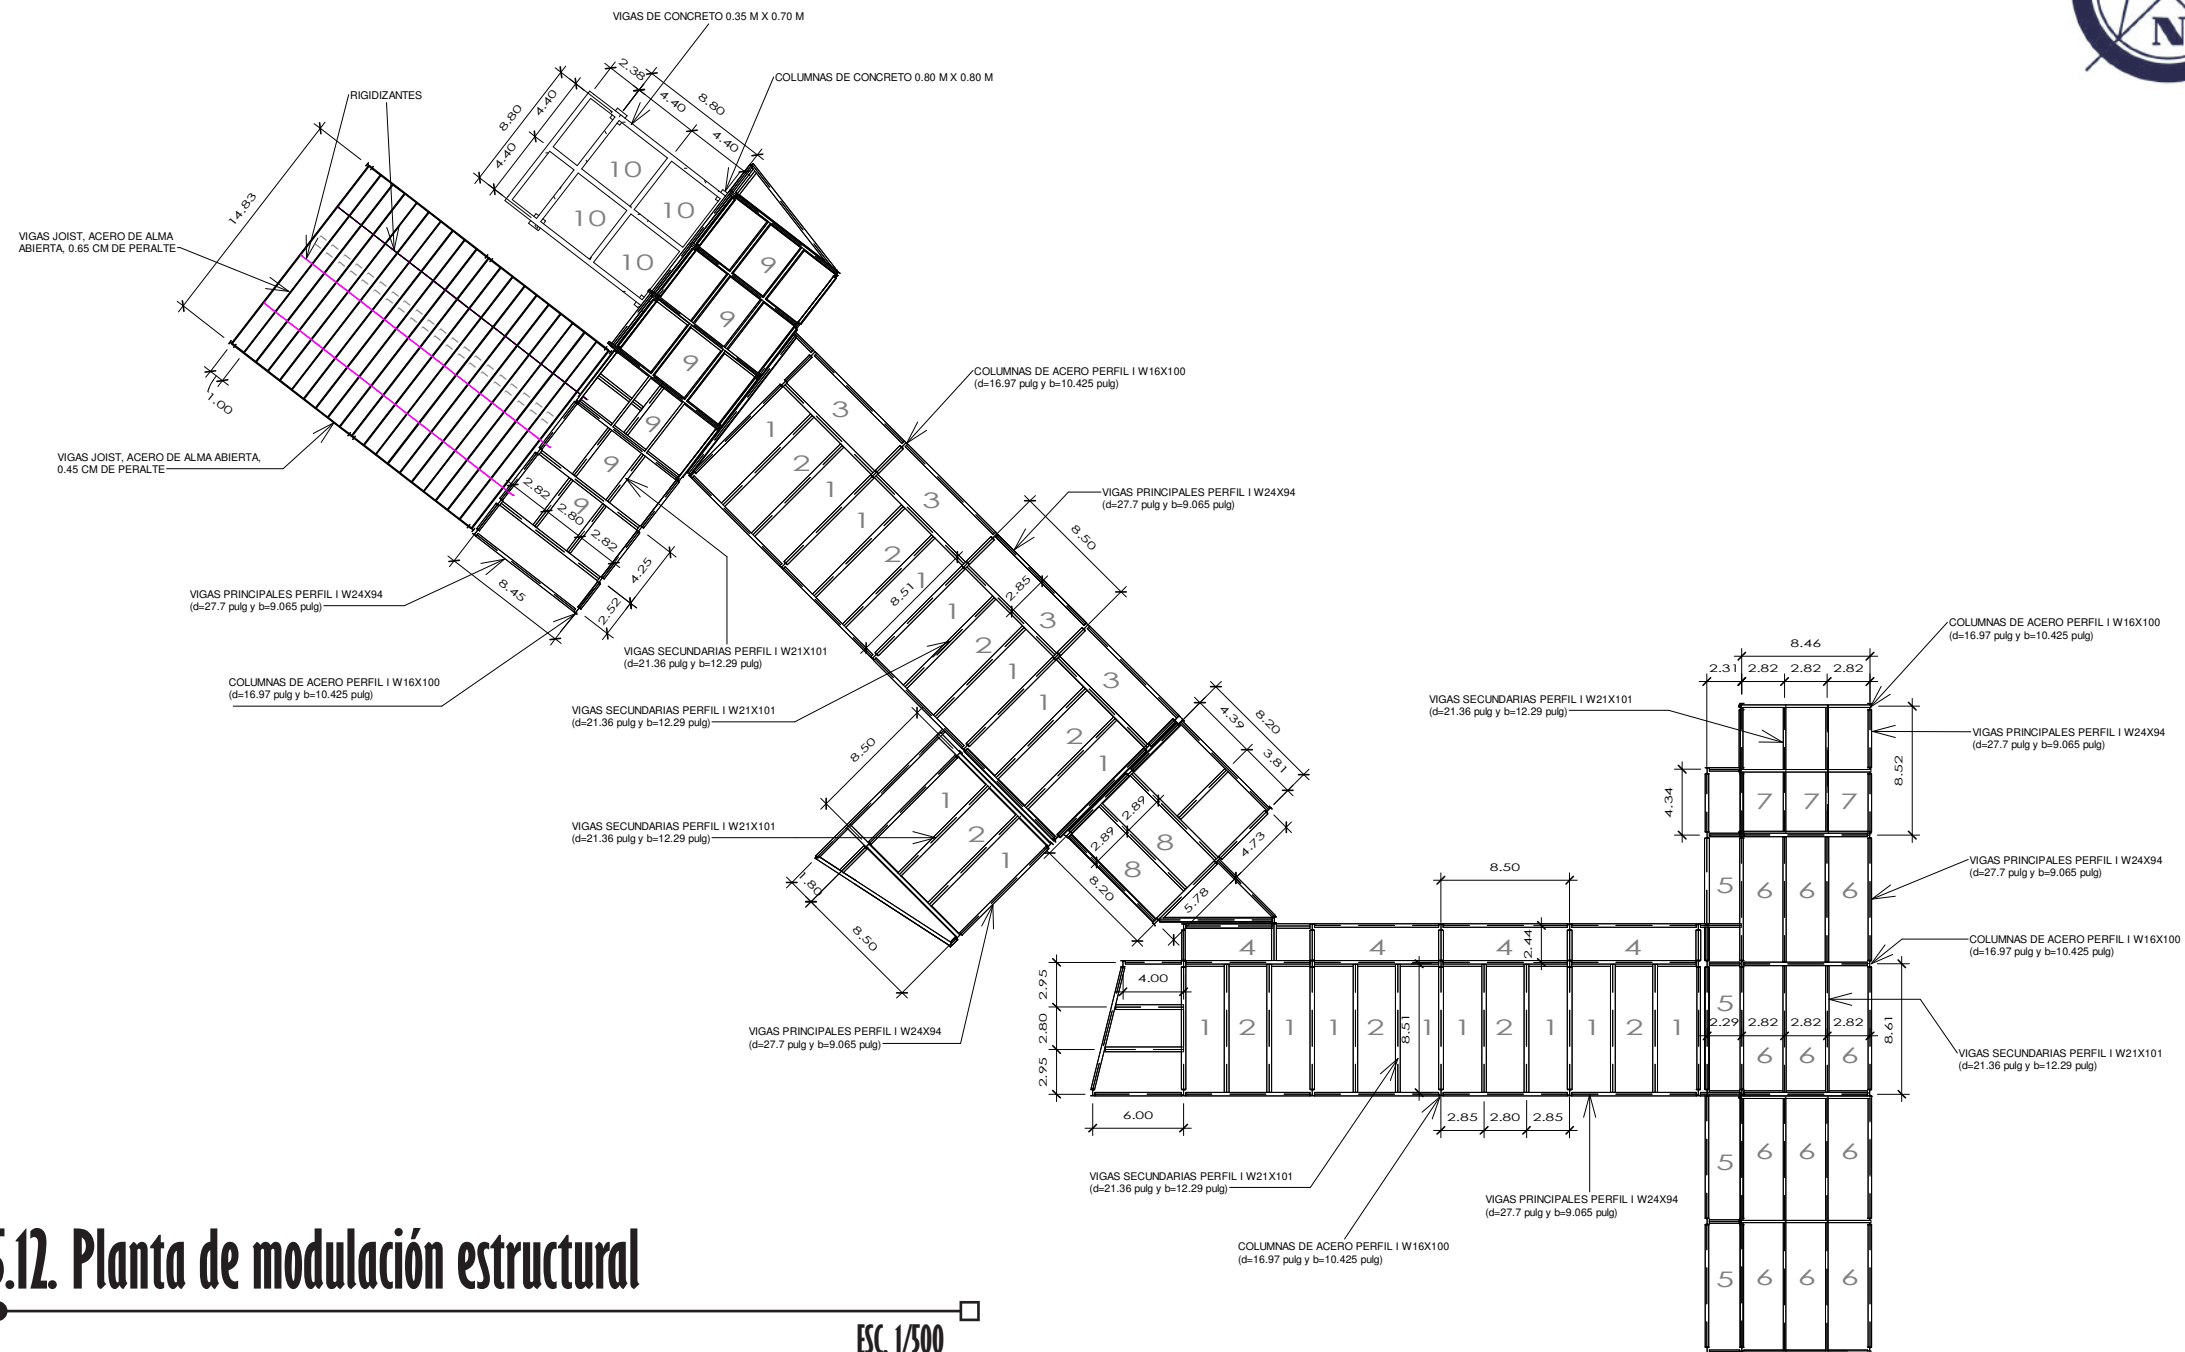 VIGAS DE CONCRETO 0.35 M X 0.70 M
COLUMNAS DE CONCRETO 0.80 M X 0.80 M
N
RIGIDIZANTES
2.38
8.80
4.40
4.40
8.80
4.40
4.40
10
10
10
10
14.83
VIGAS JOIST, ACERO DE ALMA
ABIERTA, 0.65 CM DE PERALTE
1.00
VIGAS JOIST, ACERO DE ALMA ABIERTA,
0.45 CM DE PERALTE
9
9
9
9
9
9
2.82
2.80
2.82
4.25
2.52
8.45
VIGAS PRINCIPALES PERFIL I W24X94
(d=27.7 pulg y b=9.065 pulg)
COLUMNAS DE ACERO PERFIL I W16X100
(d=16.97 pulg y b=10.425 pulg)
VIGAS SECUNDARIAS PERFIL I W21X101
(d=21.36 pulg y b=12.29 pulg)
COLUMNAS DE ACERO PERFIL I W16X100
(d=16.97 pulg y b=10.425 pulg)
VIGAS PRINCIPALES PERFIL I W24X94
(d=27.7 pulg y b=9.065 pulg)
3
3
3
3
1
2
1
1
2
1
1
2
1
1
2
1
8.51
2.85
8.50
VIGAS SECUNDARIAS PERFIL I W21X101
(d=21.36 pulg y b=12.29 pulg)
8.50
VIGAS SECUNDARIAS PERFIL I W21X101
(d=21.36 pulg y b=12.29 pulg)
1
2
1
1.80
8.50
8.20
VIGAS PRINCIPALES PERFIL I W24X94
(d=27.7 pulg y b=9.065 pulg)
4.39
8.20
3.81
2.89
2.89
8
8
4.73
5.78
COLUMNAS DE ACERO PERFIL I W16X100
(d=16.97 pulg y b=10.425 pulg)
8.46
2.31 2.82 2.82 2.82
VIGAS SECUNDARIAS PERFIL I W21X101
(d=21.36 pulg y b=12.29 pulg)
VIGAS PRINCIPALES PERFIL I W24X94
(d=27.7 pulg y b=9.065 pulg)
8.52
4.34
7 7 7
VIGAS PRINCIPALES PERFIL I W24X94
(d=27.7 pulg y b=9.065 pulg)
8.50
5 6 6 6
4 4 4 2.44 4
COLUMNAS DE ACERO PERFIL I W16X100
(d=16.97 pulg y b=10.425 pulg)
2.95
2.80
2.95
4.00
1 2 1 1 2 1 8.51 1 2 1 1 2 1
5
2.29 2.82 2.82 2.82
6 6 6
8.61
VIGAS SECUNDARIAS PERFIL I W21X101
(d=21.36 pulg y b=12.29 pulg)
6.00
2.85 2.80 2.85
5 6 6 6
VIGAS SECUNDARIAS PERFIL I W21X101
(d=21.36 pulg y b=12.29 pulg)
VIGAS PRINCIPALES PERFIL I W24X94
(d=27.7 pulg y b=9.065 pulg)
COLUMNAS DE ACERO PERFIL I W16X100
(d=16.97 pulg y b=10.425 pulg)
5 6 6 6
5.12. Planta de modulación estructural
ESC. 1/500